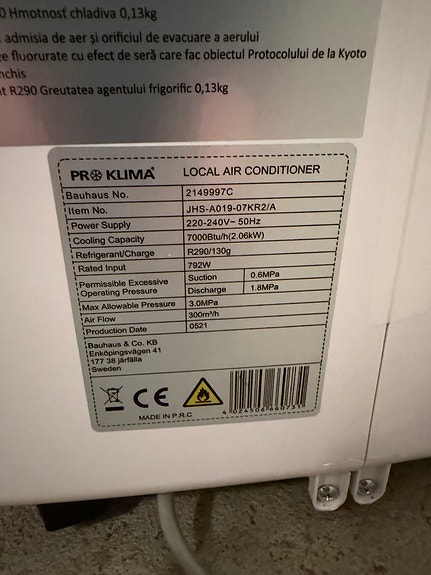 0 Hmotnosť chladiva 0,13kg
admisia de aer și orificiul de evacuare a aerului
e fluorurate cu efect de seră care fac obiectul Protocolului de la Kyoto
nchis
t R290 Greutatea agentului frigorific 0,13kg
PRO KLIMA LOCAL AIR CONDITIONER
Bauhaus No. 2149997C
Item No. JHS-A019-07KR2/A
Power Supply 220-240V~ 50Hz
Cooling Capacity 7000Btu/h(2.06kW)
Refrigerant/Charge R290/130g
Rated Input 792W
Permissible Excessive Operating Pressure Suction 0.6MPa
Discharge 1.8MPa
Max Allowable Pressure 3.0MPa
Air Flow 300m³/h
Production Date 0521
Bauhaus & Co. KB
Enköpingsvägen 41
177 38 järfälla
Sweden
CE
MADE IN P.R.C
4 024506 660731